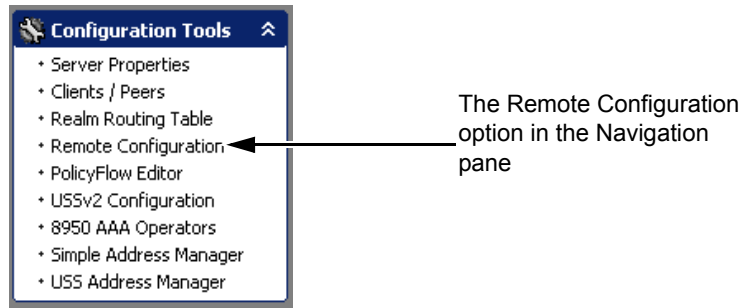 Configuration Tools
Server Properties
Clients / Peers
Realm Routing Table
Remote Configuration
PolicyFlow Editor
USSv2 Configuration
8950 AAA Operators
Simple Address Manager
USS Address Manager
The Remote Configuration
option in the Navigation
pane